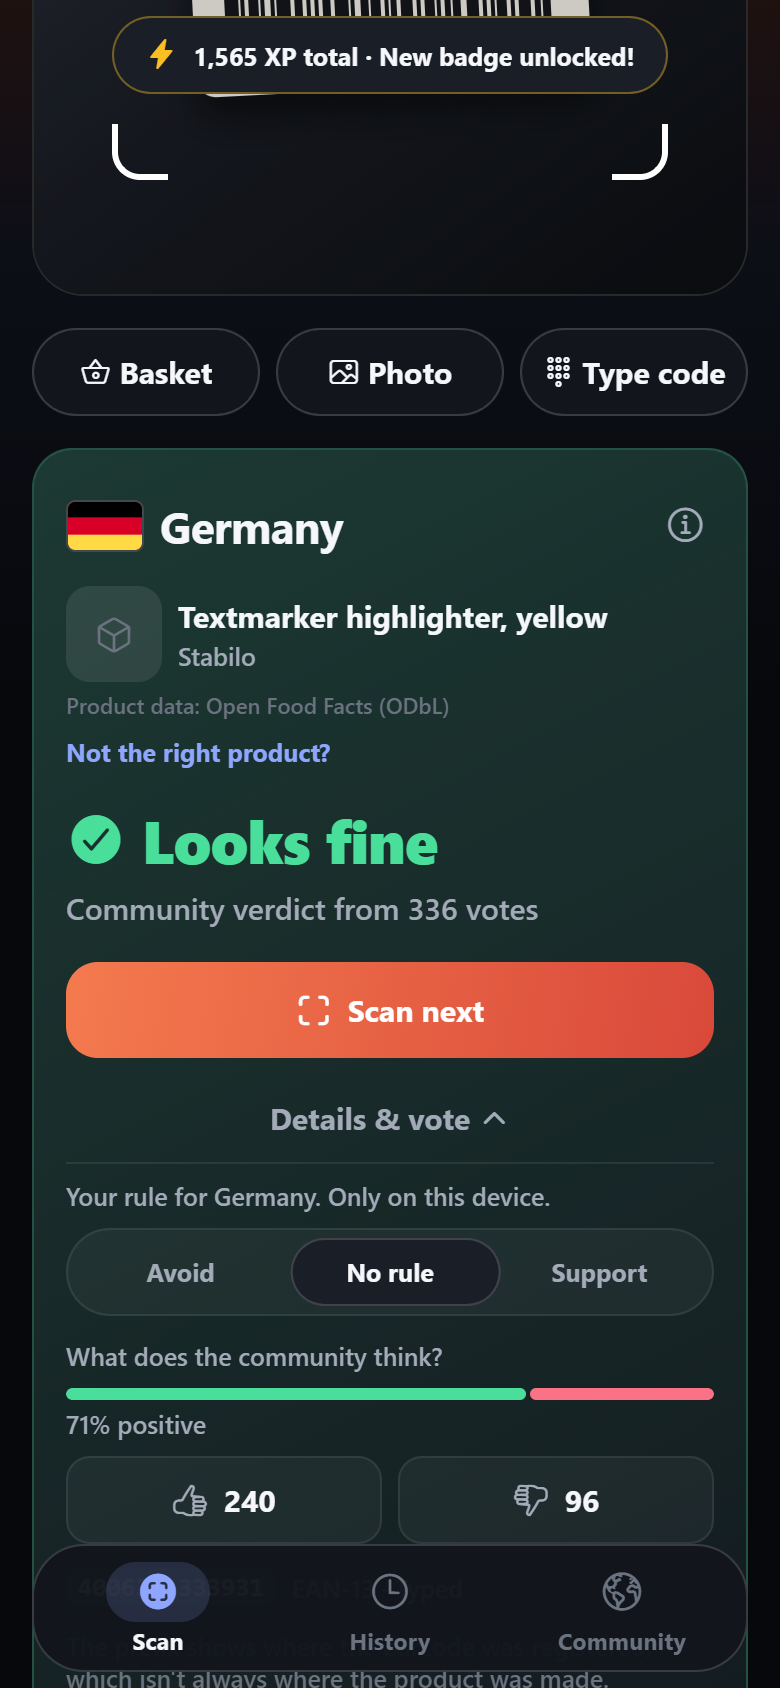 1,565 XP total · New badge unlocked!
Basket
Photo
Type code
Germany
Textmarker highlighter, yellow
Stabilo
Product data: Open Food Facts (ODbL)
Not the right product?
Looks fine
Community verdict from 336 votes
Scan next
Details & vote
Your rule for Germany. Only on this device.
Avoid
No rule
Support
What does the community think?
71% positive
240
96
Scan
History
Community
which isn't always where the product was made.